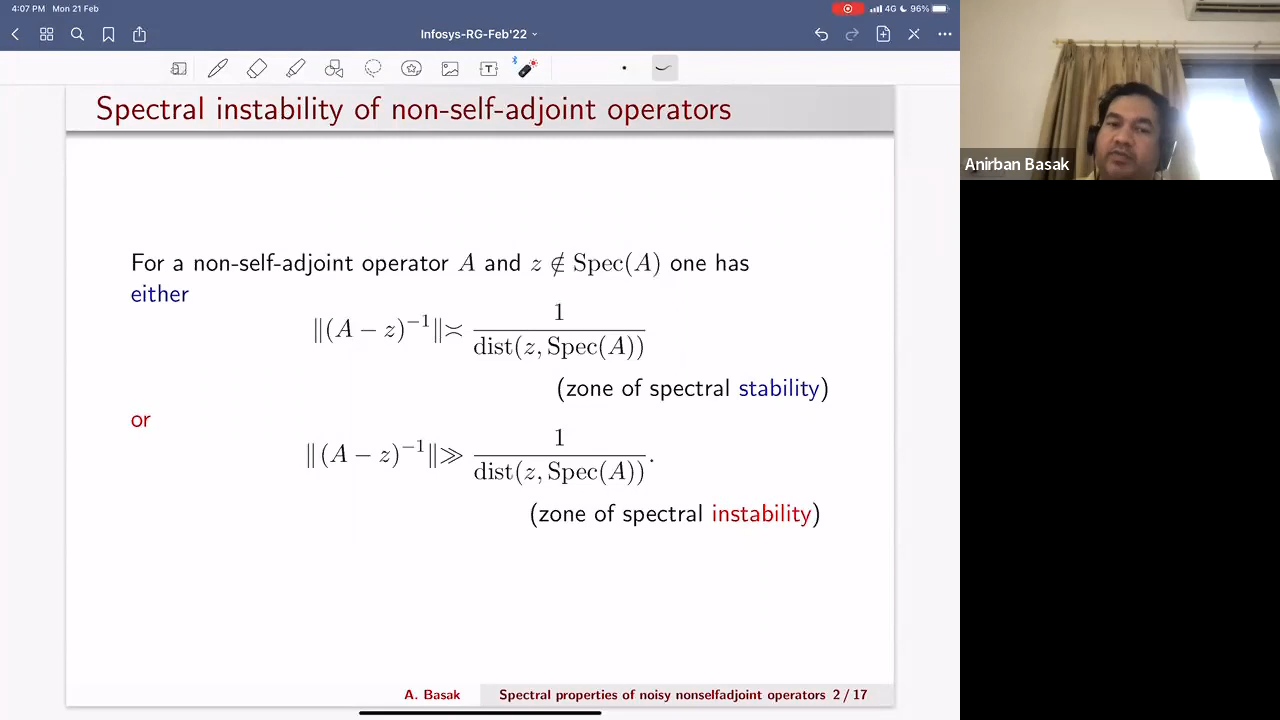 4:07 PM Mon 21 Feb
4G 96%
Infosys-RG-Feb'22
Spectral instability of non-self-adjoint operators
For a non-self-adjoint operator A and z ∉ Spec(A) one has
either
‖(A − z)⁻¹‖ ≍ 1 / dist(z, Spec(A))
(zone of spectral stability)
or
‖(A − z)⁻¹‖ ≫ 1 / dist(z, Spec(A)).
(zone of spectral instability)
A. Basak Spectral properties of noisy nonselfadjoint operators 2 / 17
Anirban Basak